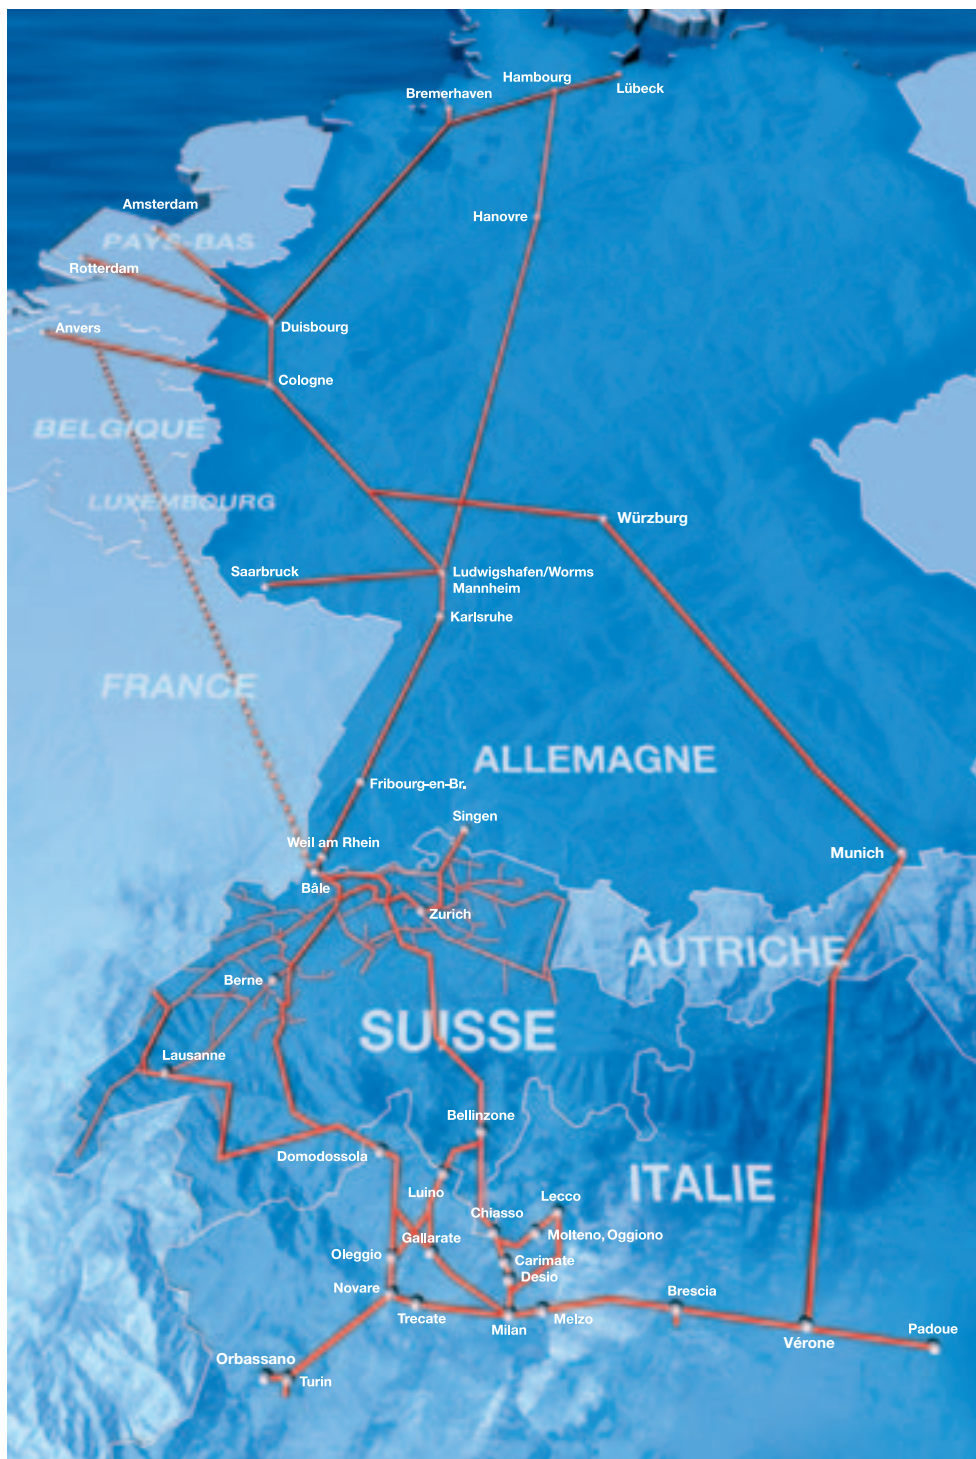 Hambourg
Lübeck
Bremerhaven
Amsterdam
Hanovre
PAYS-BAS
Rotterdam
Anvers
Duisbourg
Cologne
BELGIQUE
LUXEMBOURG
Würzburg
Saarbruck
Ludwigshafen/Worms
Mannheim
Karlsruhe
FRANCE
ALLEMAGNE
Fribourg-en-Br.
Singen
Weil am Rhein
Munich
Bâle
Zurich
AUTRICHE
Berne
SUISSE
Lausanne
Bellinzone
Domodossola
ITALIE
Luino
Lecco
Chiasso
Gallarate
Molteno, Oggiono
Oleggio
Carimate
Desio
Novare
Brescia
Trecate
Melzo
Milan
Padoue
Vérone
Orbassano
Turin